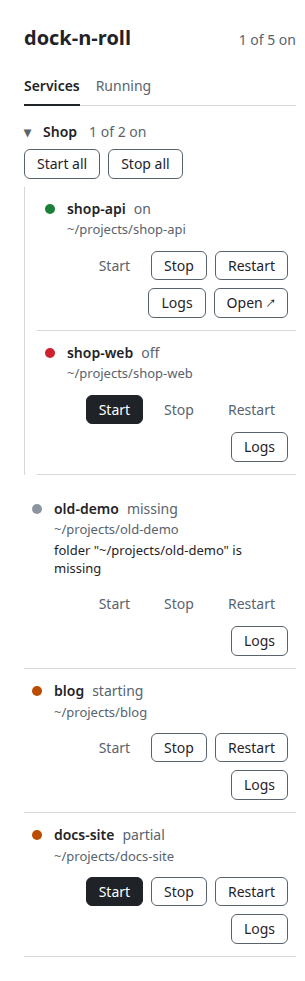 dock-n-roll 1 of 5 on
Services Running
▼ Shop 1 of 2 on
Start all Stop all
shop-api on
~/projects/shop-api
Start Stop Restart
Logs Open ↗
shop-web off
~/projects/shop-web
Start Stop Restart
Logs
old-demo missing
~/projects/old-demo
folder "~/projects/old-demo" is
missing
Start Stop Restart
Logs
blog starting
~/projects/blog
Start Stop Restart
Logs
docs-site partial
~/projects/docs-site
Start Stop Restart
Logs